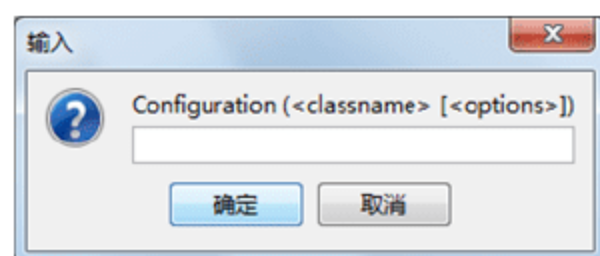 输入
Configuration (<classname> [<options>])
确定
取消